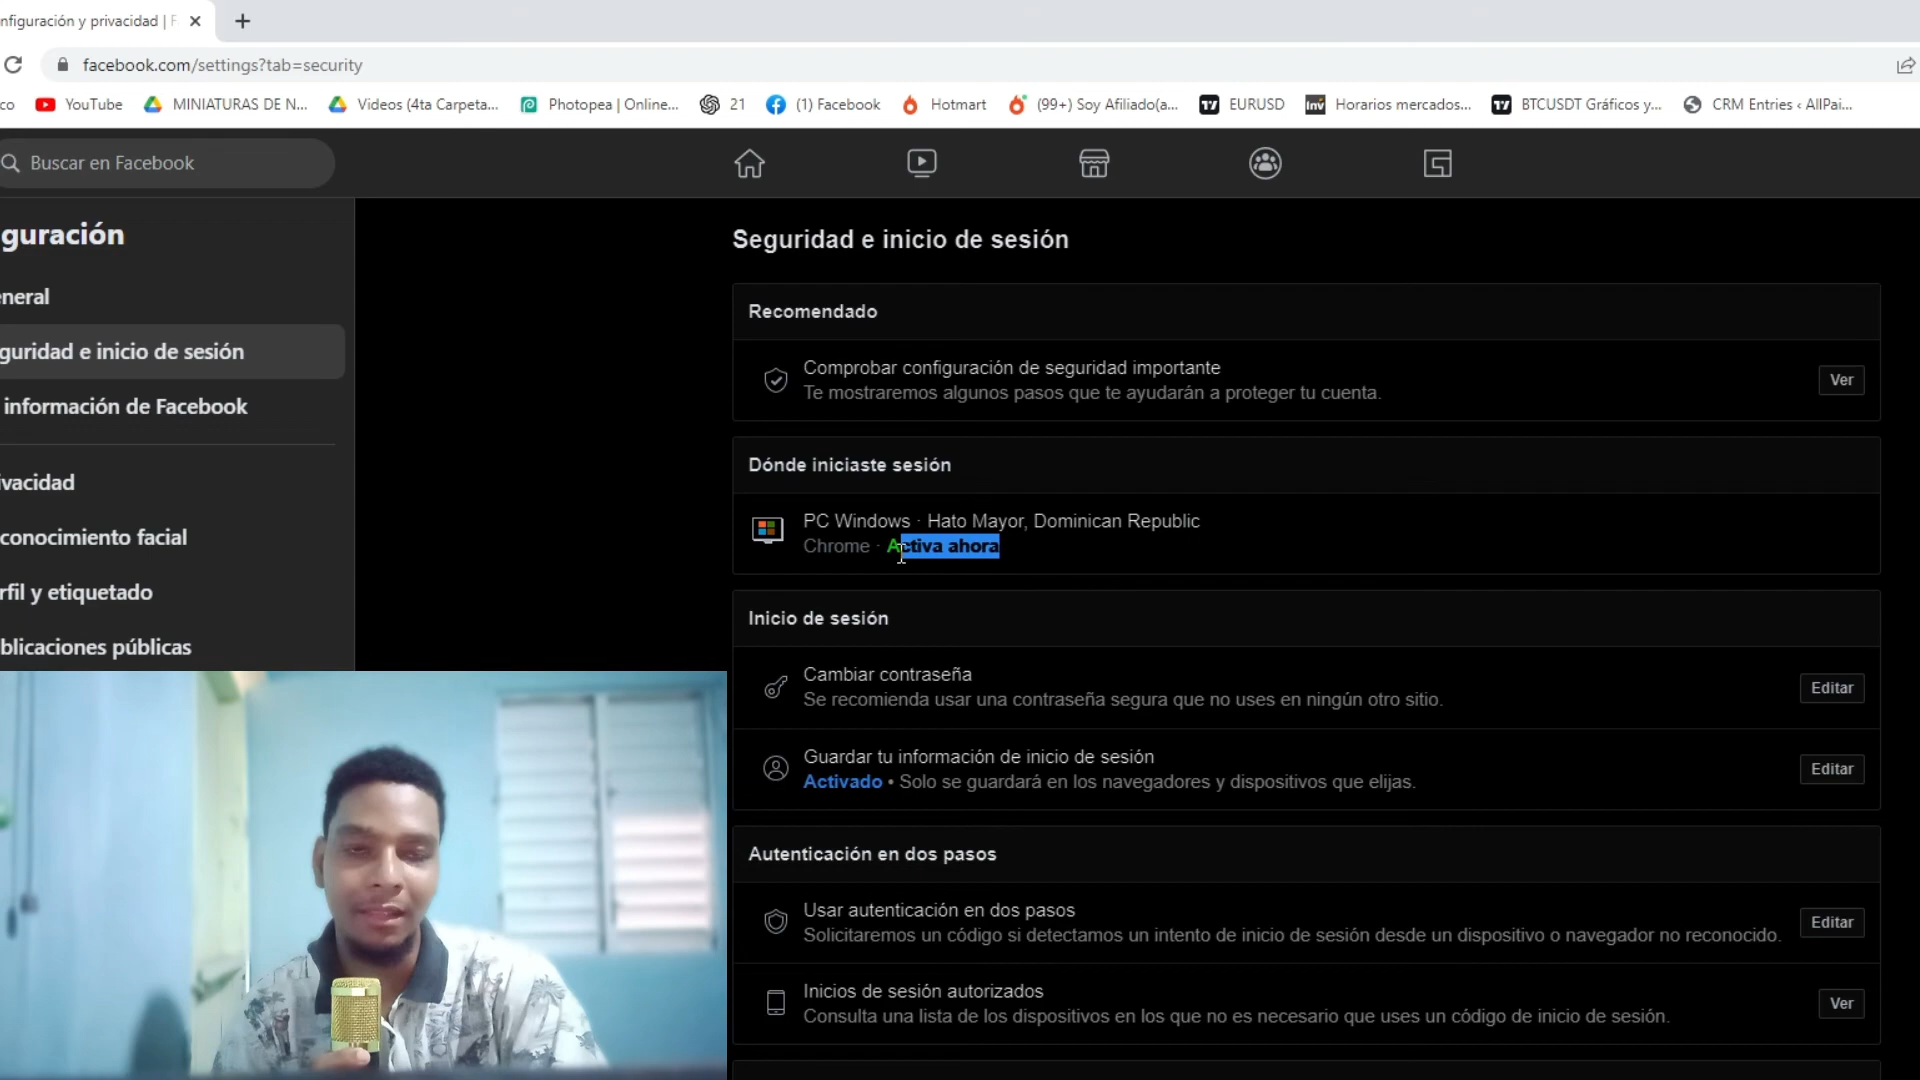 nfiguración y privacidad | F
facebook.com/settings?tab=security
co YouTube MINIATURAS DE N... Videos (4ta Carpeta... Photopea | Online... 21 (1) Facebook Hotmart (99+) Soy Afiliado(a... EURUSD Inv Horarios mercados... BTCUSDT Gráficos y... CRM Entries ‹ AllPai...
Buscar en Facebook
guración
eneral
guridad e inicio de sesión
información de Facebook
ivacidad
conocimiento facial
rfil y etiquetado
blicaciones públicas
Seguridad e inicio de sesión
Recomendado
Comprobar configuración de seguridad importante
Te mostraremos algunos pasos que te ayudarán a proteger tu cuenta.
Ver
Dónde iniciaste sesión
PC Windows · Hato Mayor, Dominican Republic
Chrome · Activa ahora
Inicio de sesión
Cambiar contraseña
Se recomienda usar una contraseña segura que no uses en ningún otro sitio.
Editar
Guardar tu información de inicio de sesión
Activado • Solo se guardará en los navegadores y dispositivos que elijas.
Editar
Autenticación en dos pasos
Usar autenticación en dos pasos
Solicitaremos un código si detectamos un intento de inicio de sesión desde un dispositivo o navegador no reconocido.
Editar
Inicios de sesión autorizados
Consulta una lista de los dispositivos en los que no es necesario que uses un código de inicio de sesión.
Ver